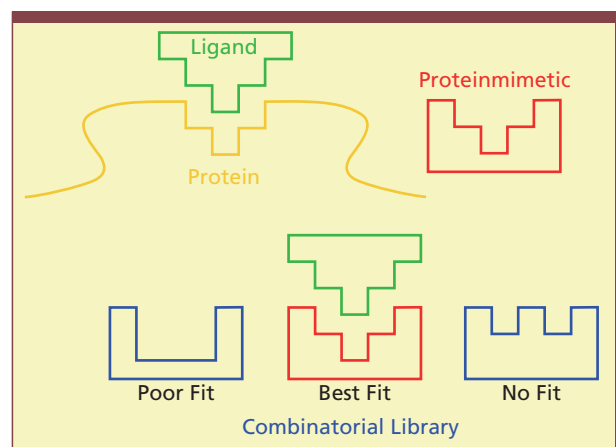 Ligand
Proteinmimetic
Protein
Poor Fit
Best Fit
No Fit
Combinatorial Library